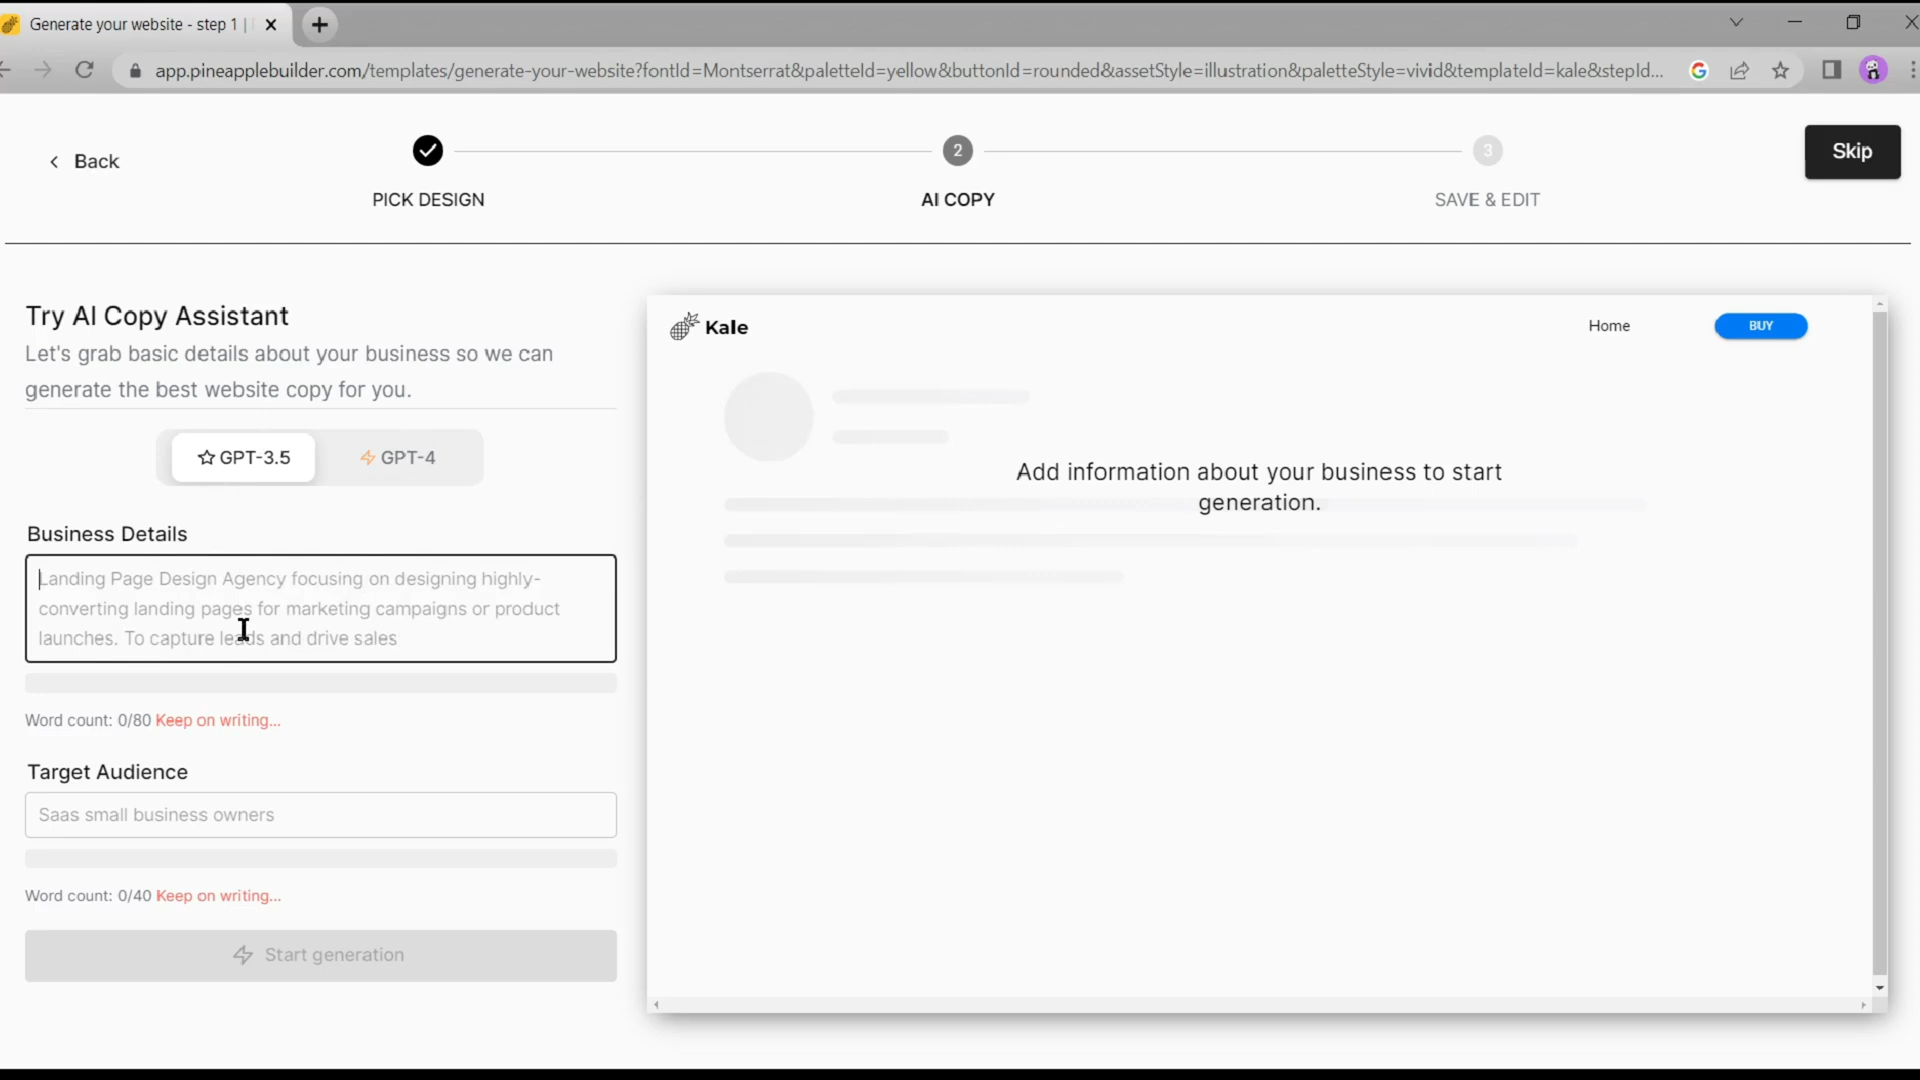 Generate your website - step 1 |
app.pineapplebuilder.com/templates/generate-your-website?fontId=Montserrat&paletteId=yellow&buttonId=rounded&assetStyle=illustration&paletteStyle=vivid&templateId=kale&stepId...
Back
2
3
Skip
PICK DESIGN
AI COPY
SAVE & EDIT
Try AI Copy Assistant
Let's grab basic details about your business so we can
generate the best website copy for you.
GPT-3.5
GPT-4
Business Details
Landing Page Design Agency focusing on designing highly-
converting landing pages for marketing campaigns or product
launches. To capture leads and drive sales
Word count: 0/80 Keep on writing...
Target Audience
Saas small business owners
Word count: 0/40 Keep on writing...
Start generation
Kale
Home
BUY
Add information about your business to start
generation.